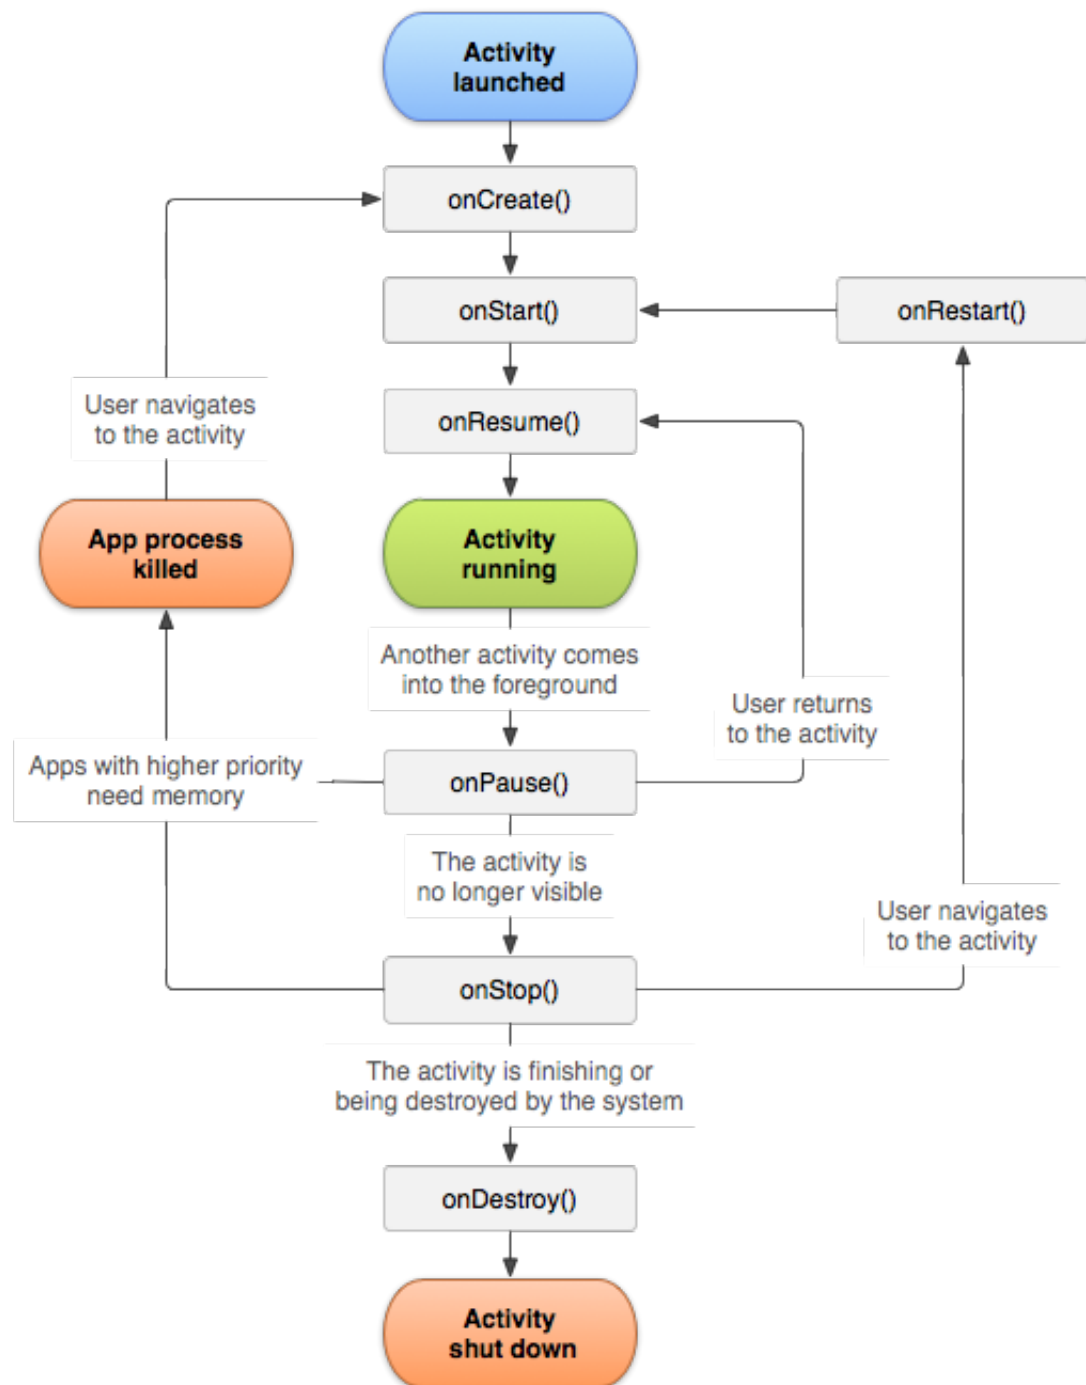 Activity
launched
onCreate()
onStart()
onRestart()
User navigates
to the activity
onResume()
App process
killed
Activity
running
Another activity comes
into the foreground
User returns
to the activity
Apps with higher priority
need memory
onPause()
The activity is
no longer visible
User navigates
to the activity
onStop()
The activity is finishing or
being destroyed by the system
onDestroy()
Activity
shut down